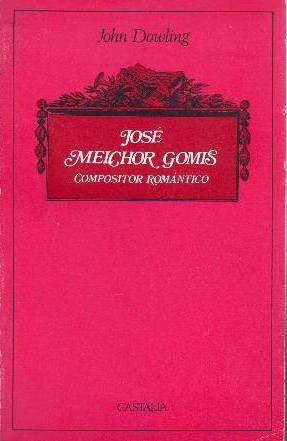 John Dowling
JOSÉ
MELCHOR GOMIS
COMPOSITOR ROMÁNTICO
CASTALIA